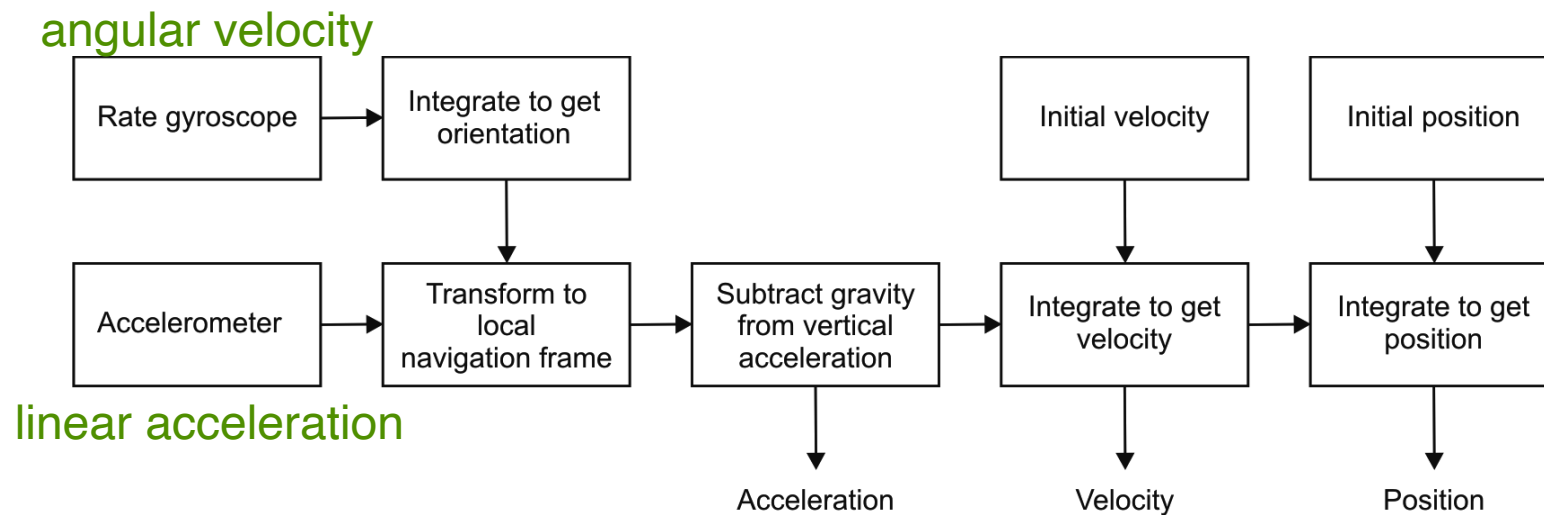 angular velocity
Rate gyroscope
Integrate to get
orientation
Initial velocity
Initial position
Accelerometer
Transform to
local
navigation frame
Subtract gravity
from vertical
acceleration
Integrate to get
velocity
Integrate to get
position
linear acceleration
Acceleration
Velocity
Position